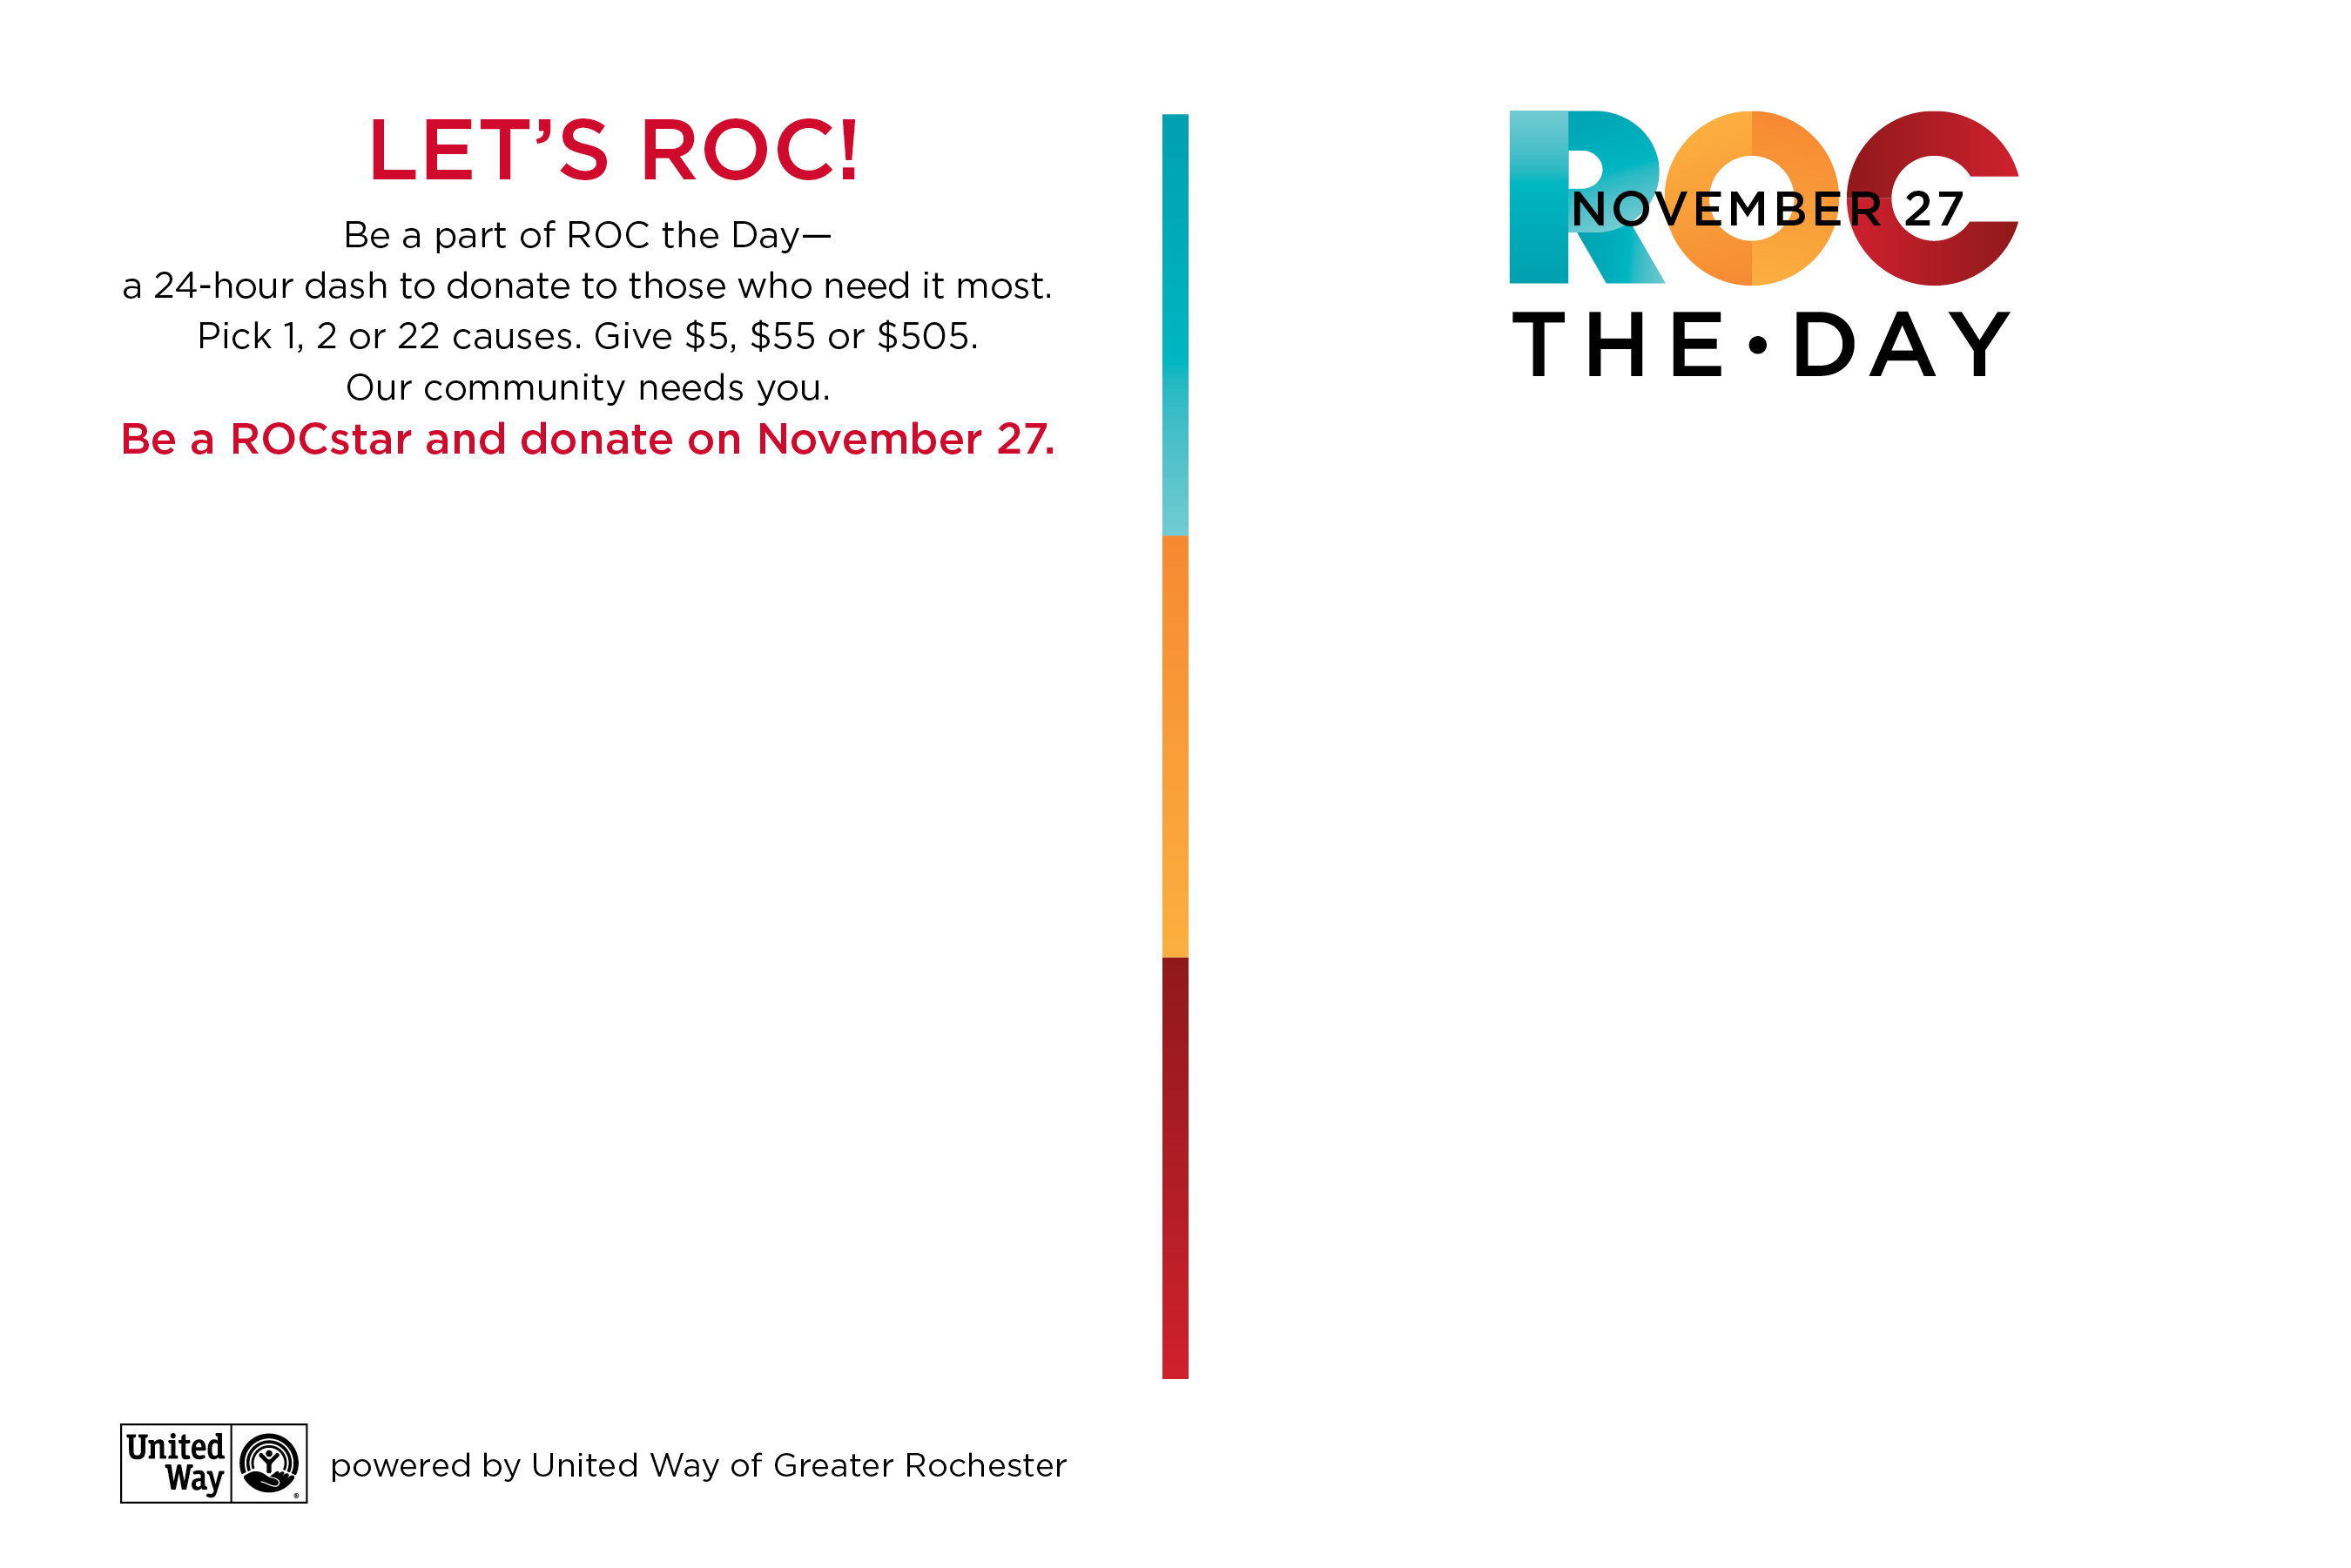 LET’S ROC!
Be a part of ROC the Day—
a 24-hour dash to donate to those who need it most.
Pick 1, 2 or 22 causes. Give $5, $55 or $505.
Our community needs you.
Be a ROCstar and donate on November 27.
ROC
NOVEMBER 27
THE•DAY
United
Way
®
powered by United Way of Greater Rochester